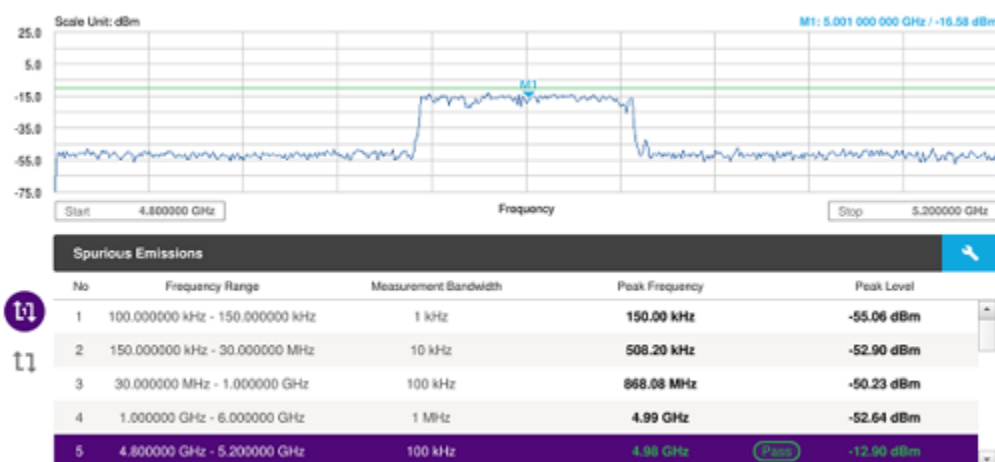 Scale Unit: dBm M1: 5.001 000 000 GHz / -16.58 dBm
25.0
5.0
M1
-15.0
-35.0
-55.0
-75.0
Start 4.800000 GHz Frequency Stop 5.200000 GHz
Spurious Emissions
No Frequency Range Measurement Bandwidth Peak Frequency Peak Level
1 100.000000 kHz - 150.000000 kHz 1 kHz 150.00 kHz -55.06 dBm
2 150.000000 kHz - 30.000000 MHz 10 kHz 508.20 kHz -52.90 dBm
3 30.000000 MHz - 1.000000 GHz 100 kHz 868.08 MHz -50.23 dBm
4 1.000000 GHz - 6.000000 GHz 1 MHz 4.99 GHz -52.64 dBm
5 4.800000 GHz - 5.200000 GHz 100 kHz 4.98 GHz Pass -12.90 dBm